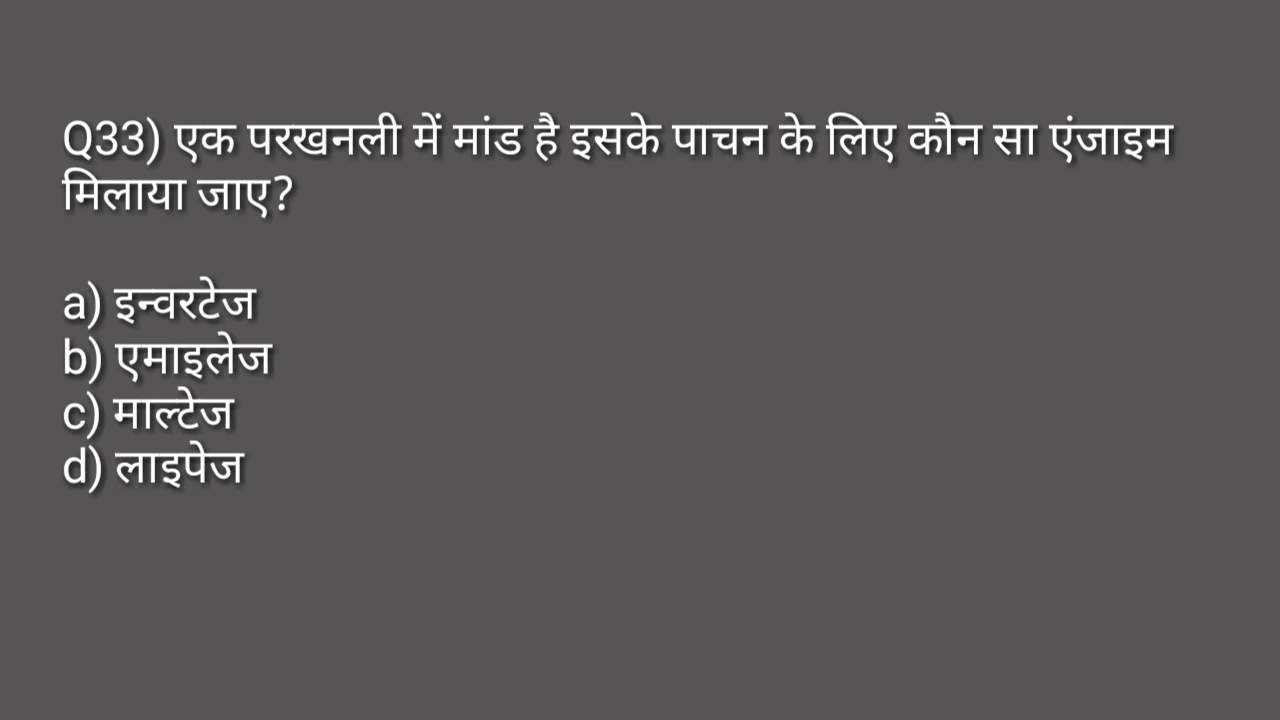 Q33) एक परखनली में मांड है इसके पाचन के लिए कौन सा एंजाइम
मिलाया जाए?
a) इन्वरटेज
b) एमाइलेज
c) माल्टेज
d) लाइपेज